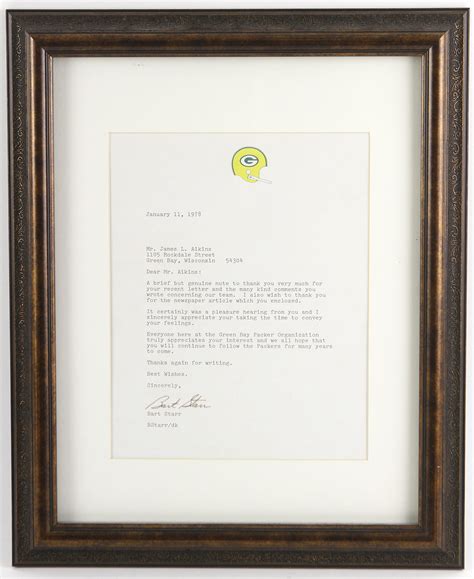 G
January 11, 1978
Mr. James L. Aikins
1105 Rockdale Street
Green Bay, Wisconsin 54304
Dear Mr. Aikins:
A brief but genuine note to thank you very much for
your recent letter and the many kind comments you
wrote concerning our team. I also wish to thank you
for the newspaper article which you enclosed.
It certainly was a pleasure hearing from you and I
sincerely appreciate your taking the time to convey
your feelings.
Everyone here at the Green Bay Packer Organization
truly appreciates your interest and we all hope that
you will continue to follow the Packers for many years
to come.
Thanks again for writing.
Best Wishes.
Sincerely,
Bart Starr
Bart Starr
BStarr/dk